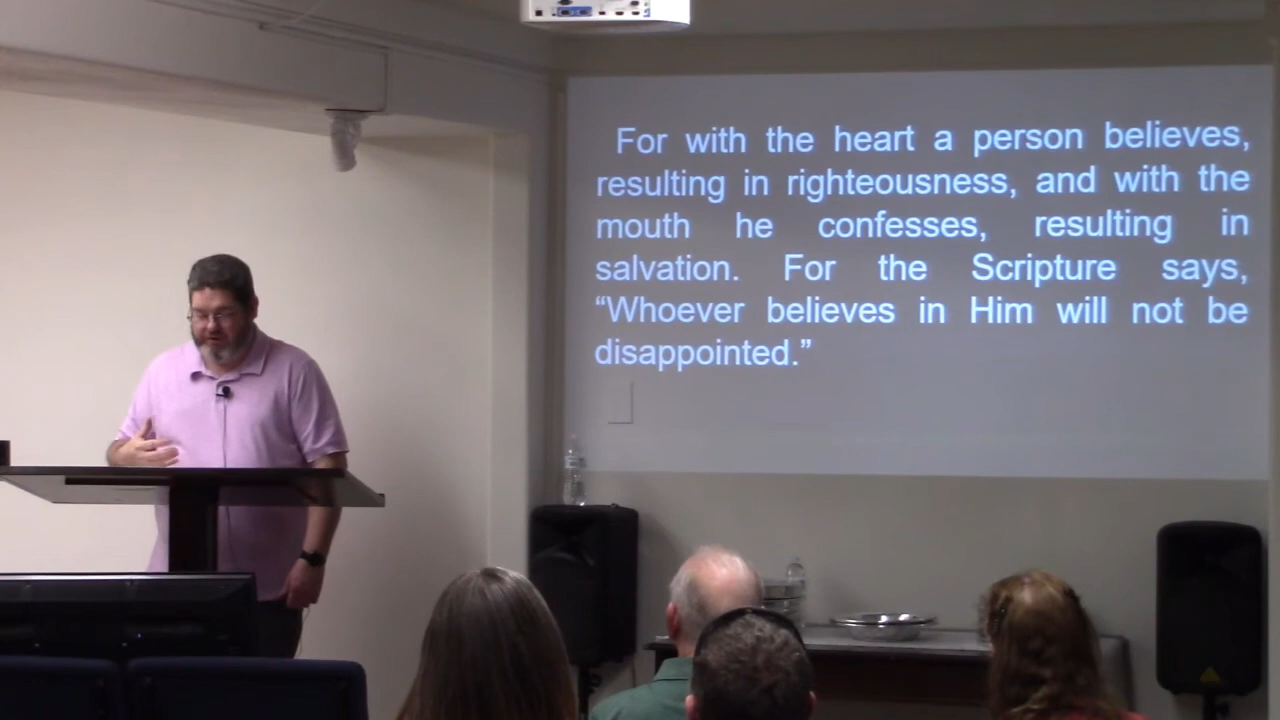 For with the heart a person believes,
resulting in righteousness, and with the
mouth he confesses, resulting in
salvation. For the Scripture says,
“Whoever believes in Him will not be
disappointed.”